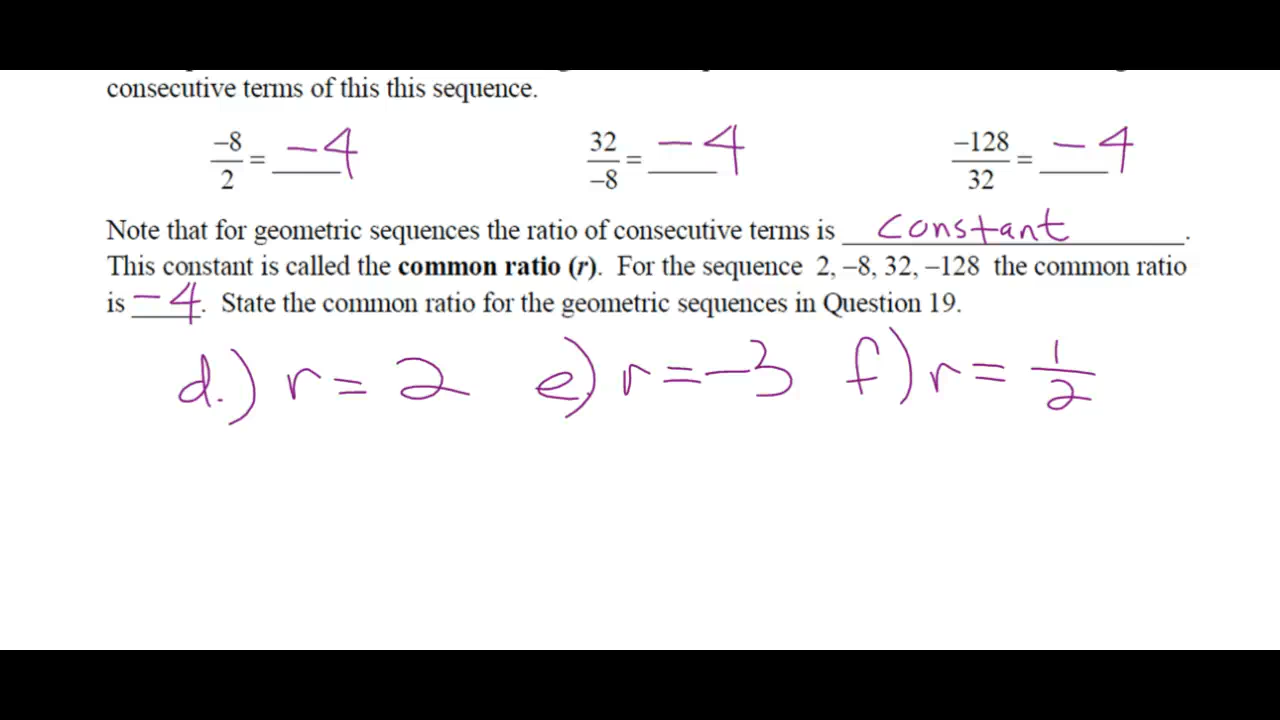 consecutive terms of this this sequence.
-8/2 = -4 32/-8 = -4 -128/32 = -4
Note that for geometric sequences the ratio of consecutive terms is constant.
This constant is called the common ratio (r). For the sequence 2, –8, 32, –128 the common ratio
is -4. State the common ratio for the geometric sequences in Question 19.
d.) r = 2 e.) r = -3 f) r = 1/2